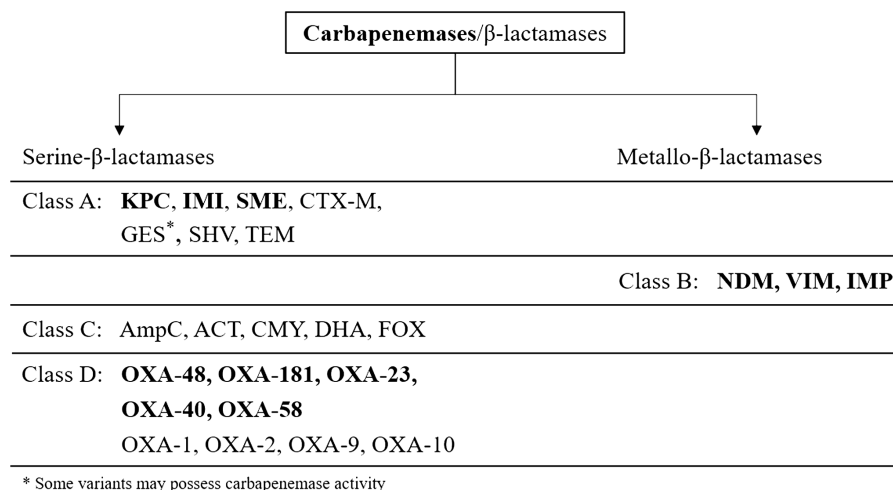 Carbapenemases/β-lactamases
Serine-β-lactamases
Metallo-β-lactamases
Class A: KPC, IMI, SME, CTX-M,
GES*, SHV, TEM
Class B: NDM, VIM, IMP
Class C: AmpC, ACT, CMY, DHA, FOX
Class D: OXA-48, OXA-181, OXA-23,
OXA-40, OXA-58
OXA-1, OXA-2, OXA-9, OXA-10
* Some variants may possess carbapenemase activity